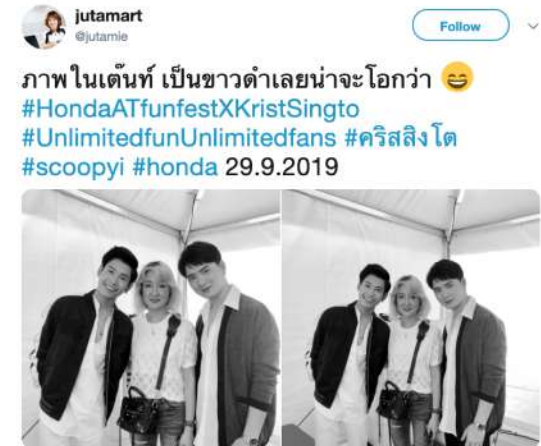 jutamart
@jutamie
Follow
ภาพในเต๊นท์ เป็นขาวดำเลยน่าจะโอกว่า 😄
#HondaATfunfestXKristSingto
#UnlimitedfunUnlimitedfans #คริสสิงโต
#scoopyi #honda 29.9.2019